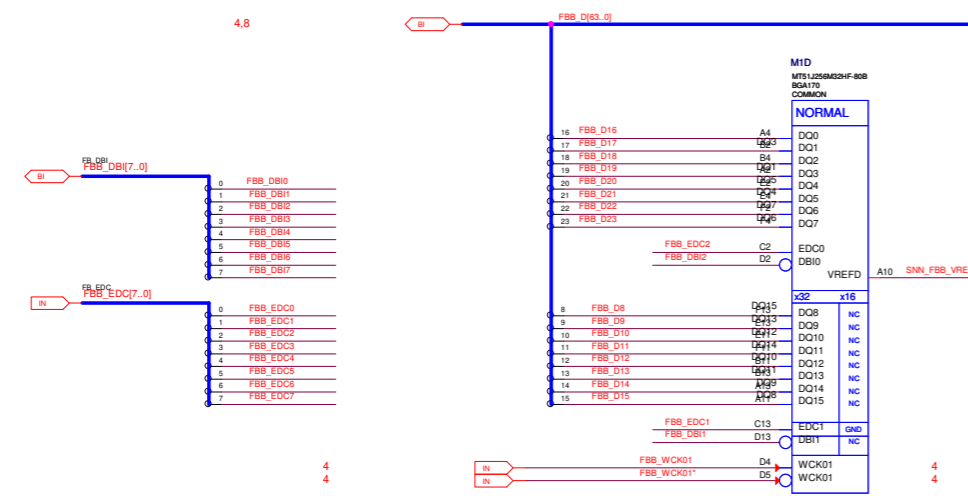 4,8
BI
FBB_D[63..0]
M1D
MT51J256M32HF-80B
BGA170
COMMON
NORMAL
16 FBB_D16 A4 DQ0
17 FBB_D17 B2 DQ1
18 FBB_D18 B4 DQ2
19 FBB_D19 DQ3
20 FBB_D20 DQ4
21 FBB_D21 DQ5
22 FBB_D22 DQ6
23 FBB_D23 DQ7
FBB_EDC2 C2 EDC0
FBB_DBI2 D2 DBI0
VREFD A10 SNN_FBB_VRE
x32 x16
8 FBB_D8 DQ8 NC
9 FBB_D9 DQ9 NC
10 FBB_D10 DQ10 NC
11 FBB_D11 DQ11 NC
12 FBB_D12 DQ12 NC
13 FBB_D13 DQ13 NC
14 FBB_D14 DQ14 NC
15 FBB_D15 DQ15 NC
FBB_EDC1 C13 EDC1 GND
FBB_DBI1 D13 DBI1 NC
4 IN FBB_WCK01 D4 WCK01 4
4 IN FBB_WCK01* D5 WCK01 4
FB_DBI
BI FBB_DBI[7..0]
0 FBB_DBI0
1 FBB_DBI1
2 FBB_DBI2
3 FBB_DBI3
4 FBB_DBI4
5 FBB_DBI5
6 FBB_DBI6
7 FBB_DBI7
FB_EDC
IN FBB_EDC[7..0]
0 FBB_EDC0
1 FBB_EDC1
2 FBB_EDC2
3 FBB_EDC3
4 FBB_EDC4
5 FBB_EDC5
6 FBB_EDC6
7 FBB_EDC7